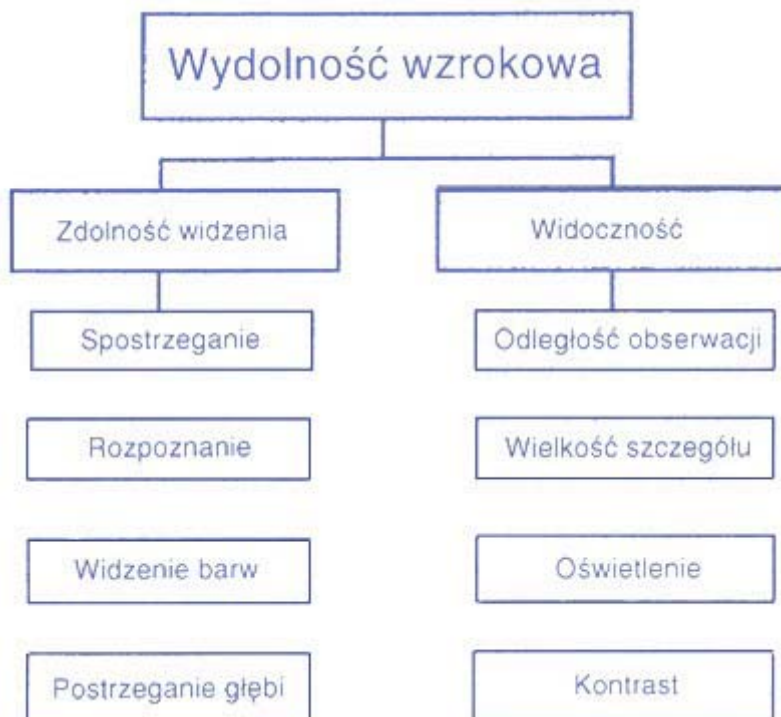 Wydolność wzrokowa
Zdolność widzenia
Widoczność
Spostrzeganie
Odległość obserwacji
Rozpoznanie
Wielkość szczegółu
Widzenie barw
Oświetlenie
Postrzeganie głębi
Kontrast